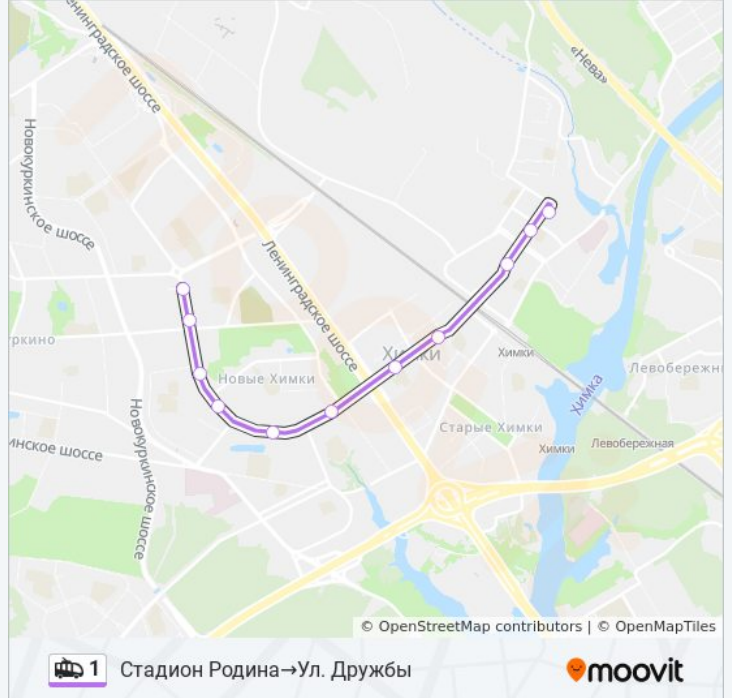 Ленинградское шоссе
«Нева»
Новокуркинское шоссе
Ленинградское шоссе
ркино
Химки
Химки
Новые Химки
Левобережн
Химка
Новокуркинское шоссе
Старые Химки
Химки
Левобережная
инское шоссе
© OpenStreetMap contributors | © OpenMapTiles
1 Стадион Родина→Ул. Дружбы
moovit